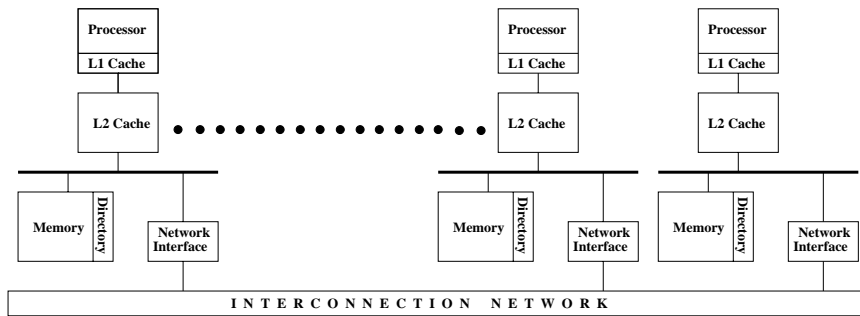 Processor
L1 Cache
L2 Cache
Memory
Directory
Network
Interface
Processor
L1 Cache
L2 Cache
Memory
Directory
Network
Interface
Processor
L1 Cache
L2 Cache
Memory
Directory
Network
Interface
INTERCONNECTION NETWORK